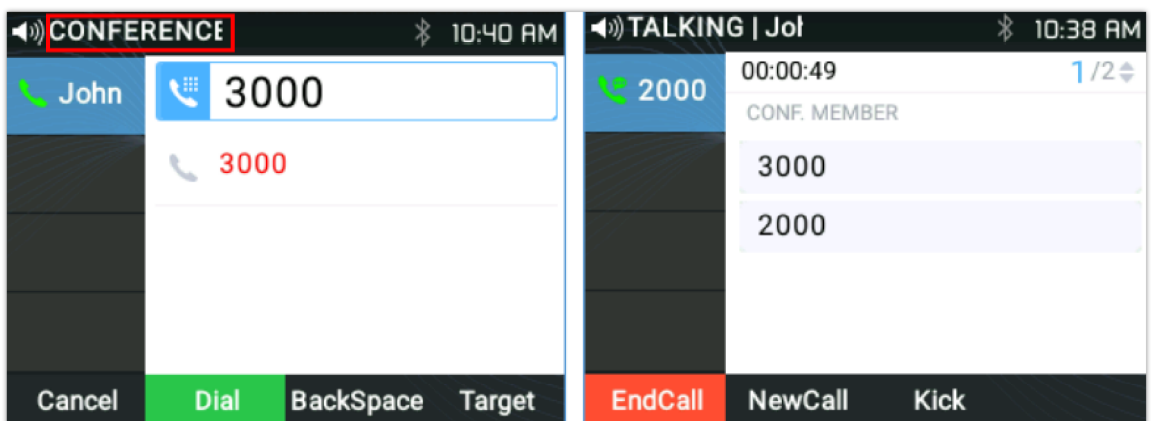 CONFERENCE 10:40 AM
John 3000
3000
Cancel Dial BackSpace Target
TALKING | Joh 10:38 AM
2000 00:00:49 1/2
CONF. MEMBER
3000
2000
EndCall NewCall Kick